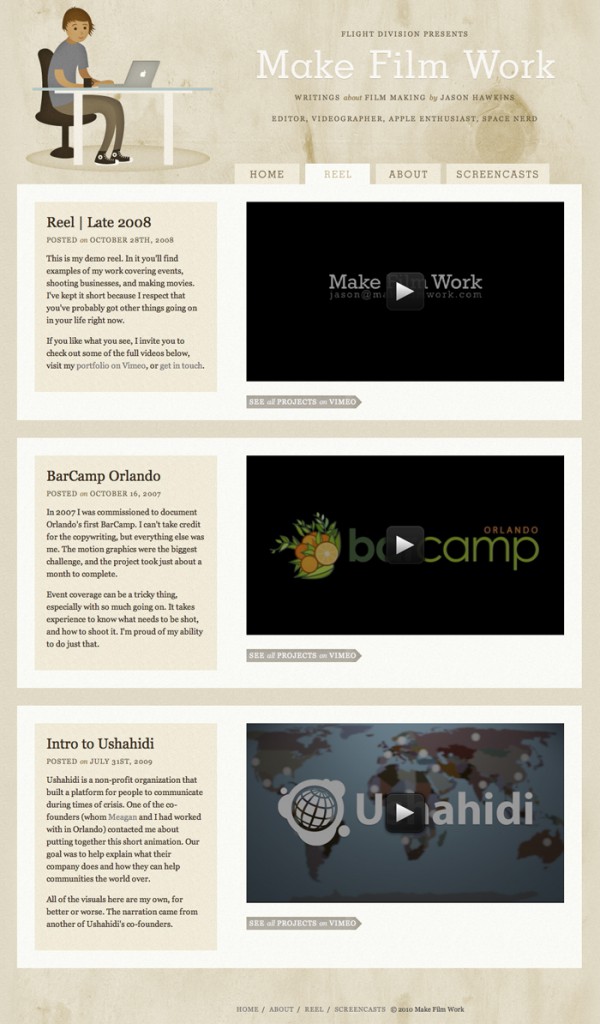 FLIGHT DIVISION PRESENTS
Make Film Work
WRITINGS about FILM MAKING by JASON HAWKINS
EDITOR, VIDEOGRAPHER, APPLE ENTHUSIAST, SPACE NERD
HOME
REEL
ABOUT
SCREENCASTS
Reel | Late 2008
POSTED on OCTOBER 28TH, 2008
This is my demo reel. In it you'll find
examples of my work covering events,
shooting businesses, and making movies.
I've kept it short because I respect that
you've probably got other things going on
in your life right now.
If you like what you see, I invite you to
check out some of the full videos below,
visit my portfolio on Vimeo, or get in touch.
Make Film Work
SEE all PROJECTS on VIMEO
BarCamp Orlando
POSTED on OCTOBER 16, 2007
In 2007 I was commissioned to document
Orlando's first BarCamp. I can't take credit
for the copywriting, but everything else was
me. The motion graphics were the biggest
challenge, and the project took just about a
month to complete.
Event coverage can be a tricky thing,
especially with so much going on. It takes
experience to know what needs to be shot,
and how to shoot it. I'm proud of my ability
to do just that.
ORLANDO
barcamp
SEE all PROJECTS on VIMEO
Intro to Ushahidi
POSTED on JULY 31ST, 2009
Ushahidi is a non-profit organization that
built a platform for people to communicate
during times of crisis. One of the co-
founders (whom Meagan and I had worked
with in Orlando) contacted me about
putting together this short animation. Our
goal was to help explain what their
company does and how they can help
communities the world over.
All of the visuals here are my own, for
better or worse. The narration came from
another of Ushahidi's co-founders.
Ushahidi
SEE all PROJECTS on VIMEO
HOME / ABOUT / REEL / SCREENCASTS © 2010 Make Film Work